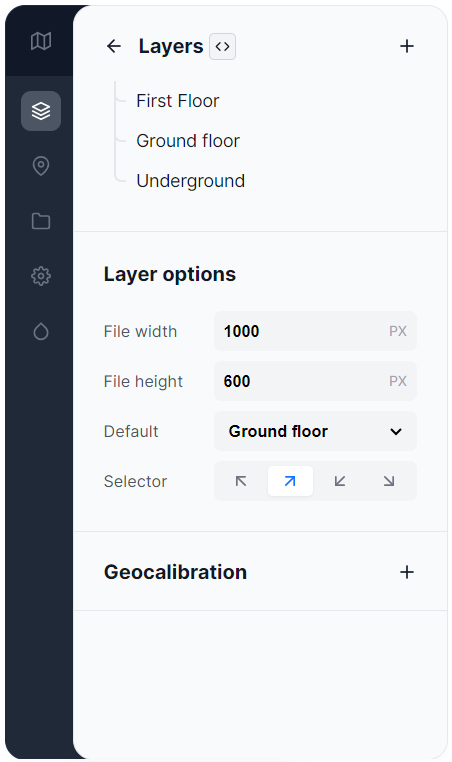 Layers
First Floor
Ground floor
Underground
Layer options
File width 1000 PX
File height 600 PX
Default Ground floor
Selector
Geocalibration